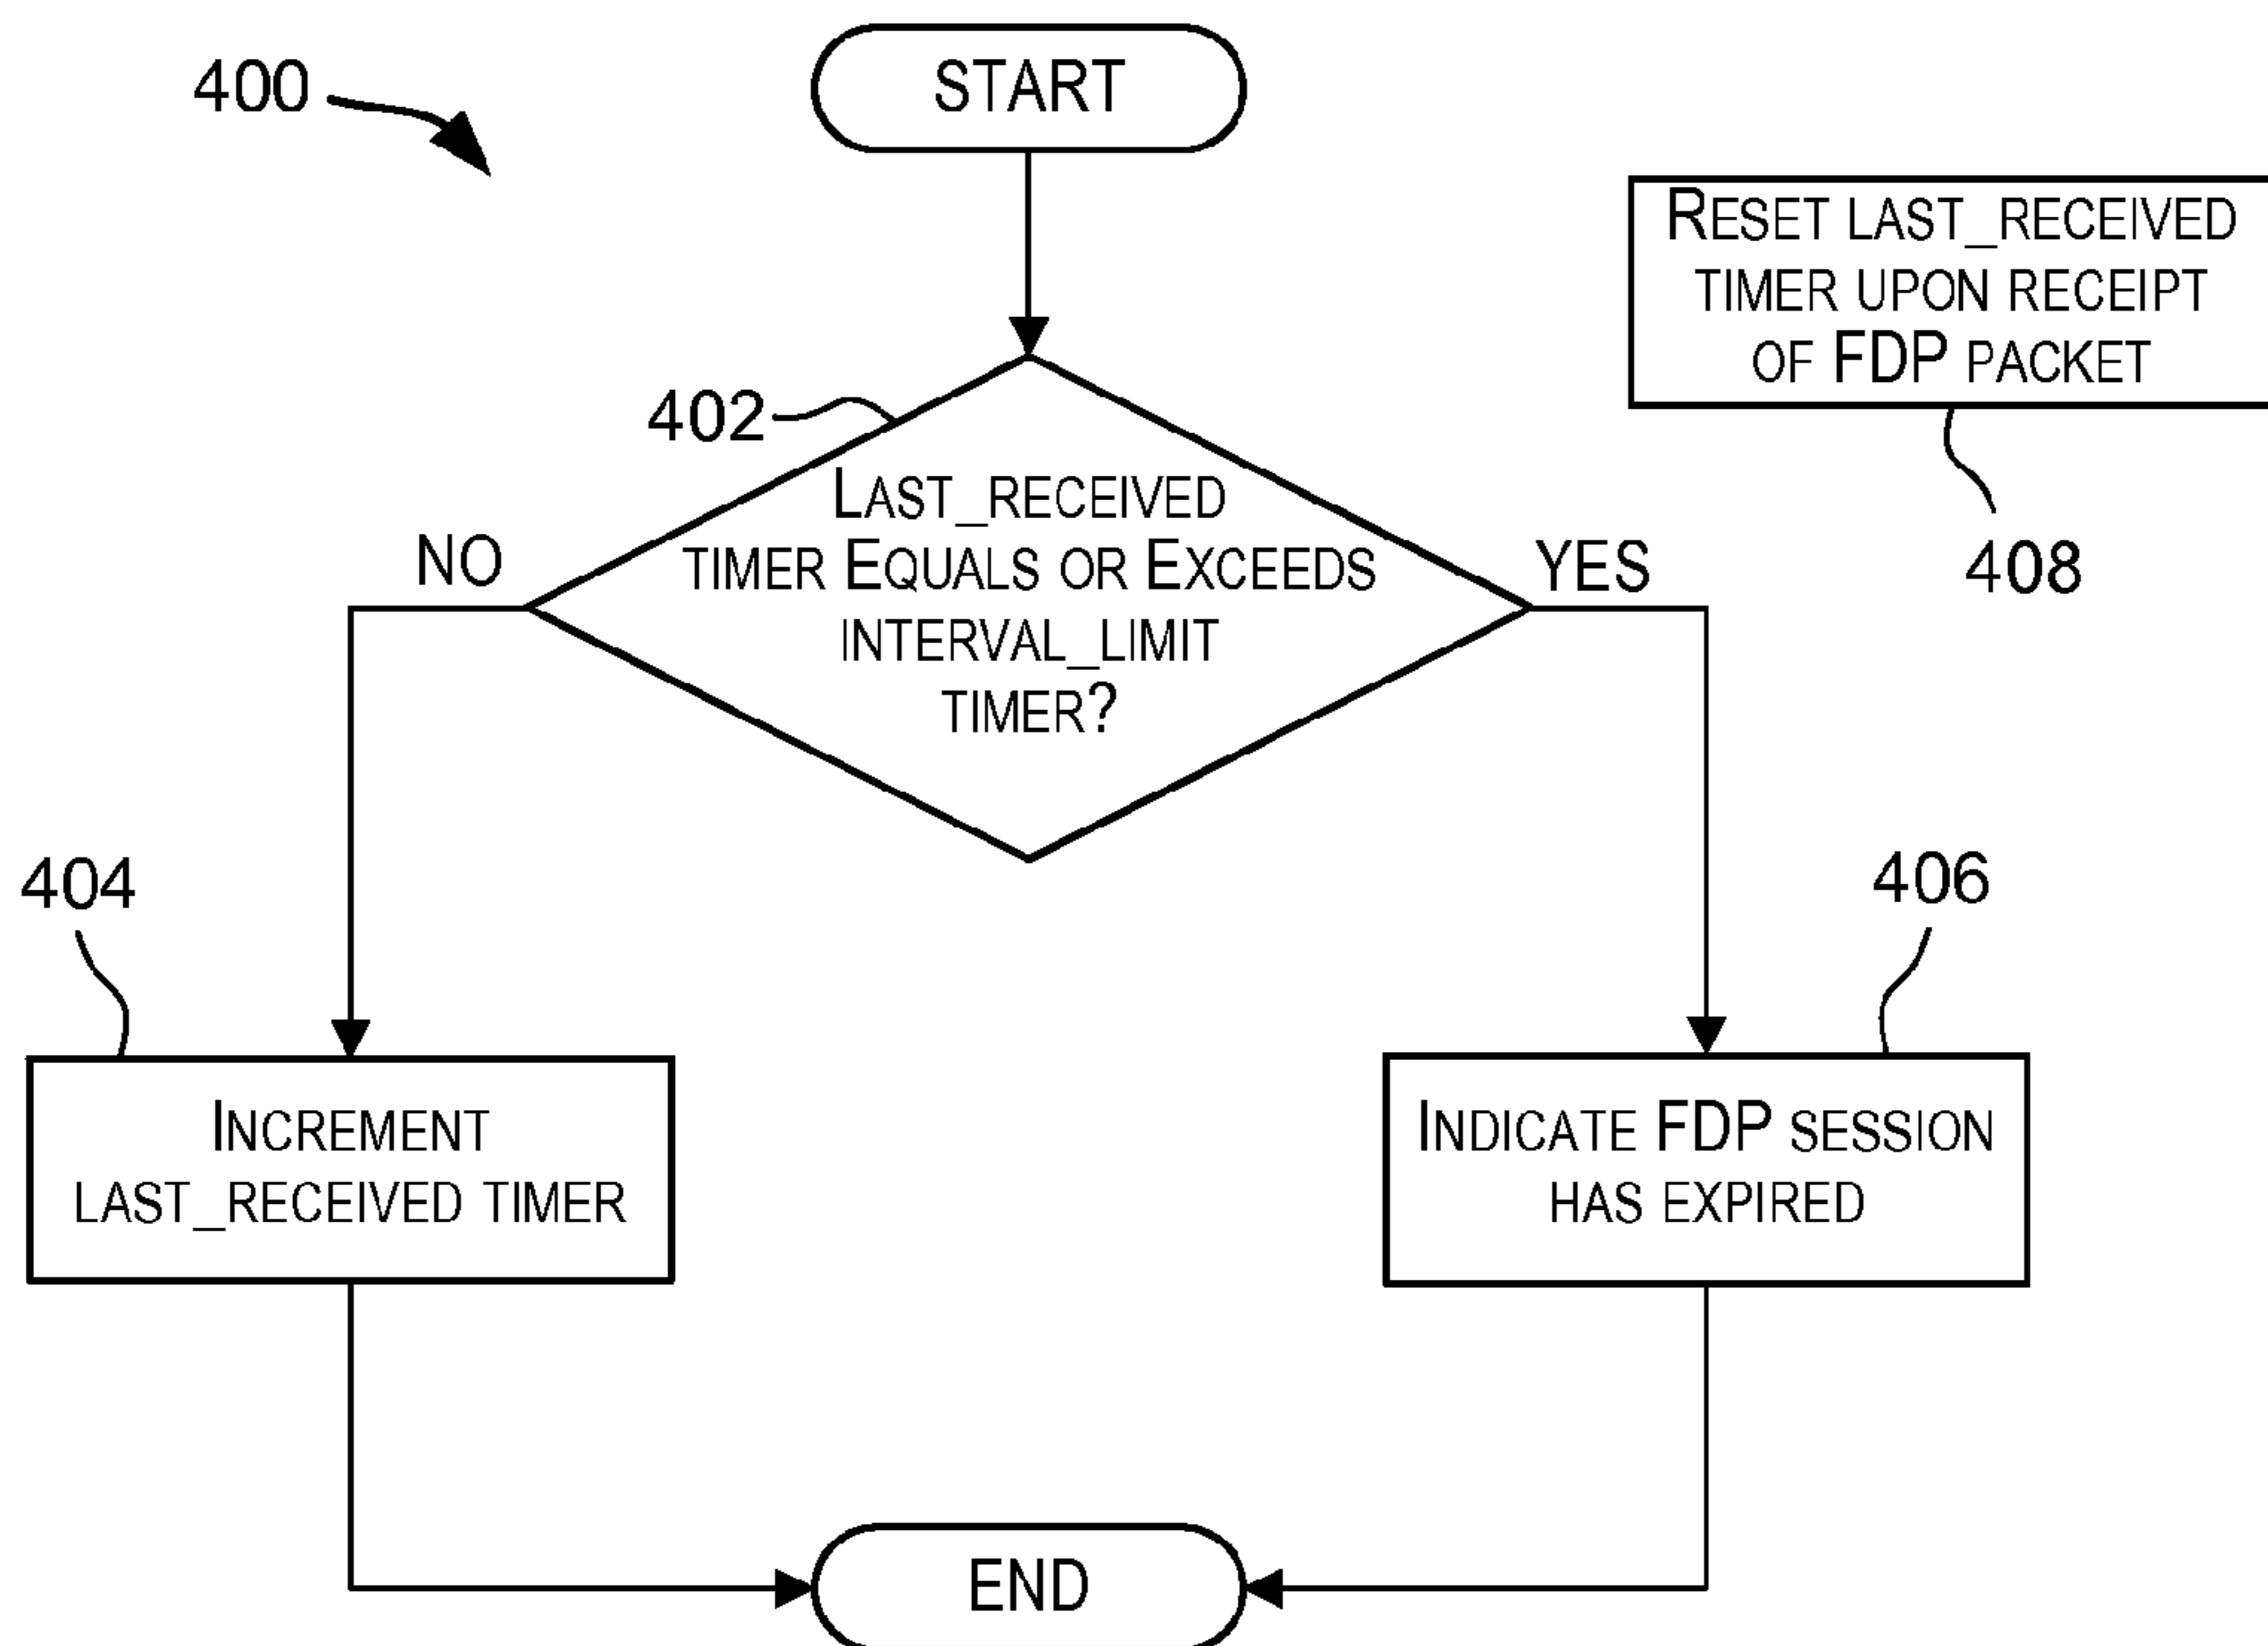 400
START
RESET LAST_RECEIVED
TIMER UPON RECEIPT
OF FDP PACKET
408
402
LAST_RECEIVED
TIMER EQUALS OR EXCEEDS
INTERVAL_LIMIT
TIMER?
NO
YES
404
INCREMENT
LAST_RECEIVED TIMER
406
INDICATE FDP SESSION
HAS EXPIRED
END